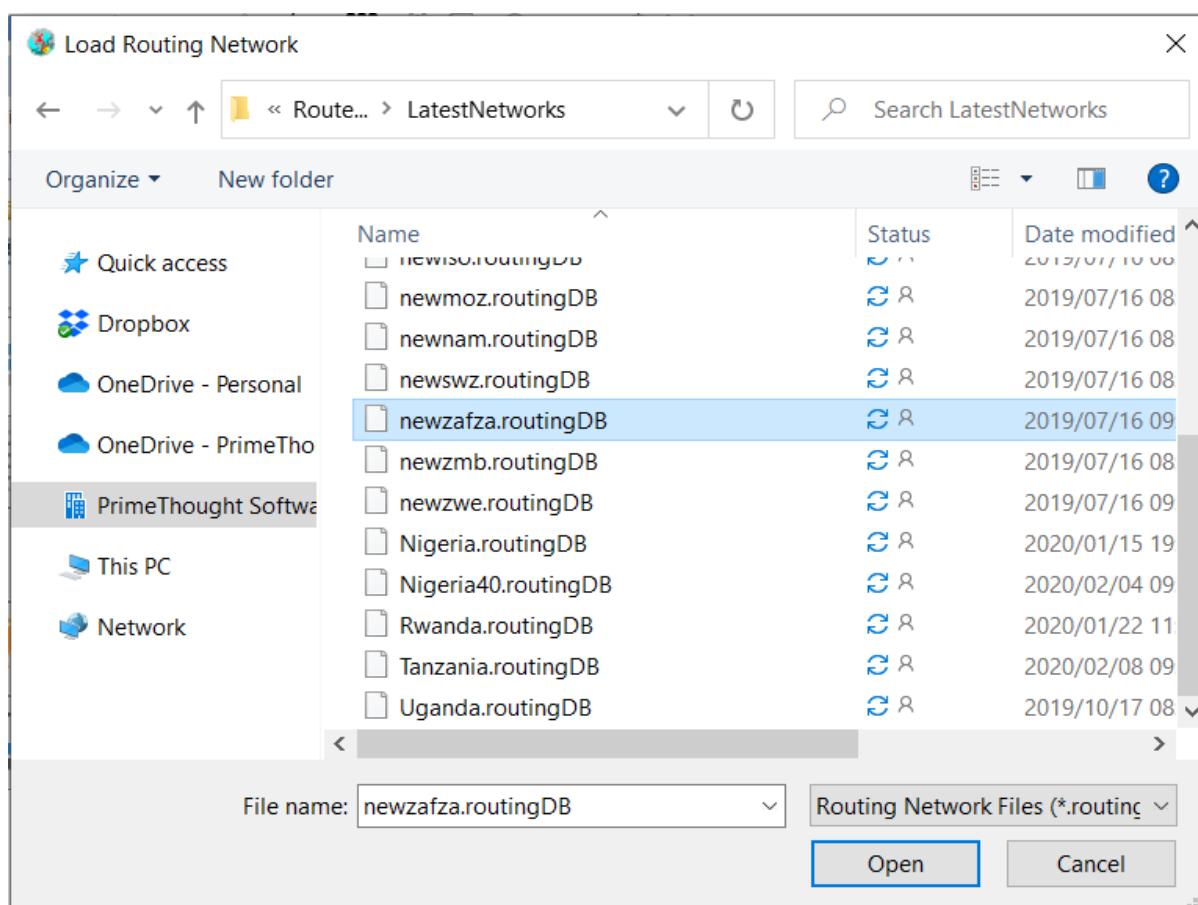 Load Routing Network
« Route... > LatestNetworks
Search LatestNetworks
Organize
New folder
?
Name Status Date modified
Quick access
Dropbox
OneDrive - Personal
OneDrive - PrimeTho
PrimeThought Softwa
This PC
Network
newmoz.routingDB 2019/07/16 08
newnam.routingDB 2019/07/16 08
newswz.routingDB 2019/07/16 08
newzafza.routingDB 2019/07/16 09
newzmb.routingDB 2019/07/16 08
newzwe.routingDB 2019/07/16 09
Nigeria.routingDB 2020/01/15 19
Nigeria40.routingDB 2020/02/04 09
Rwanda.routingDB 2020/01/22 11
Tanzania.routingDB 2020/02/08 09
Uganda.routingDB 2019/10/17 08
File name: newzafza.routingDB
Routing Network Files (*.routing
Open
Cancel